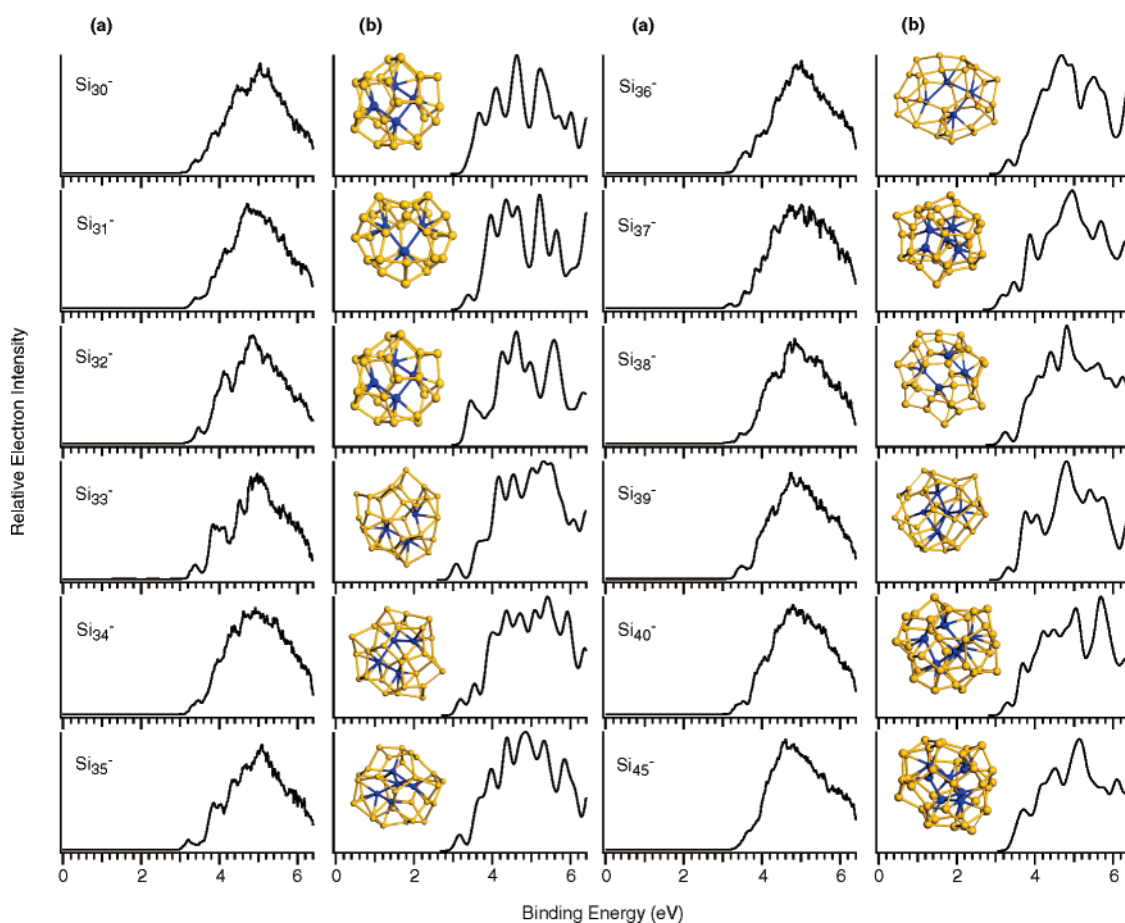 (a) (b) (a) (b)
Si30-
Si36-
Si31-
Si37-
Si32-
Si38-
Si33-
Si39-
Si34-
Si40-
Si35-
Si45-
Relative Electron Intensity
0 2 4 6 0 2 4 6 0 2 4 6 0 2 4 6
Binding Energy (eV)